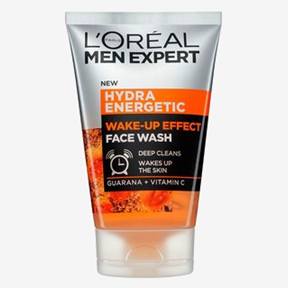 L'ORÉAL
PARIS
MEN EXPERT
NEW
HYDRA
ENERGETIC
WAKE-UP EFFECT
FACE WASH
DEEP CLEANS
WAKES UP
THE SKIN
GUARANA + VITAMIN C